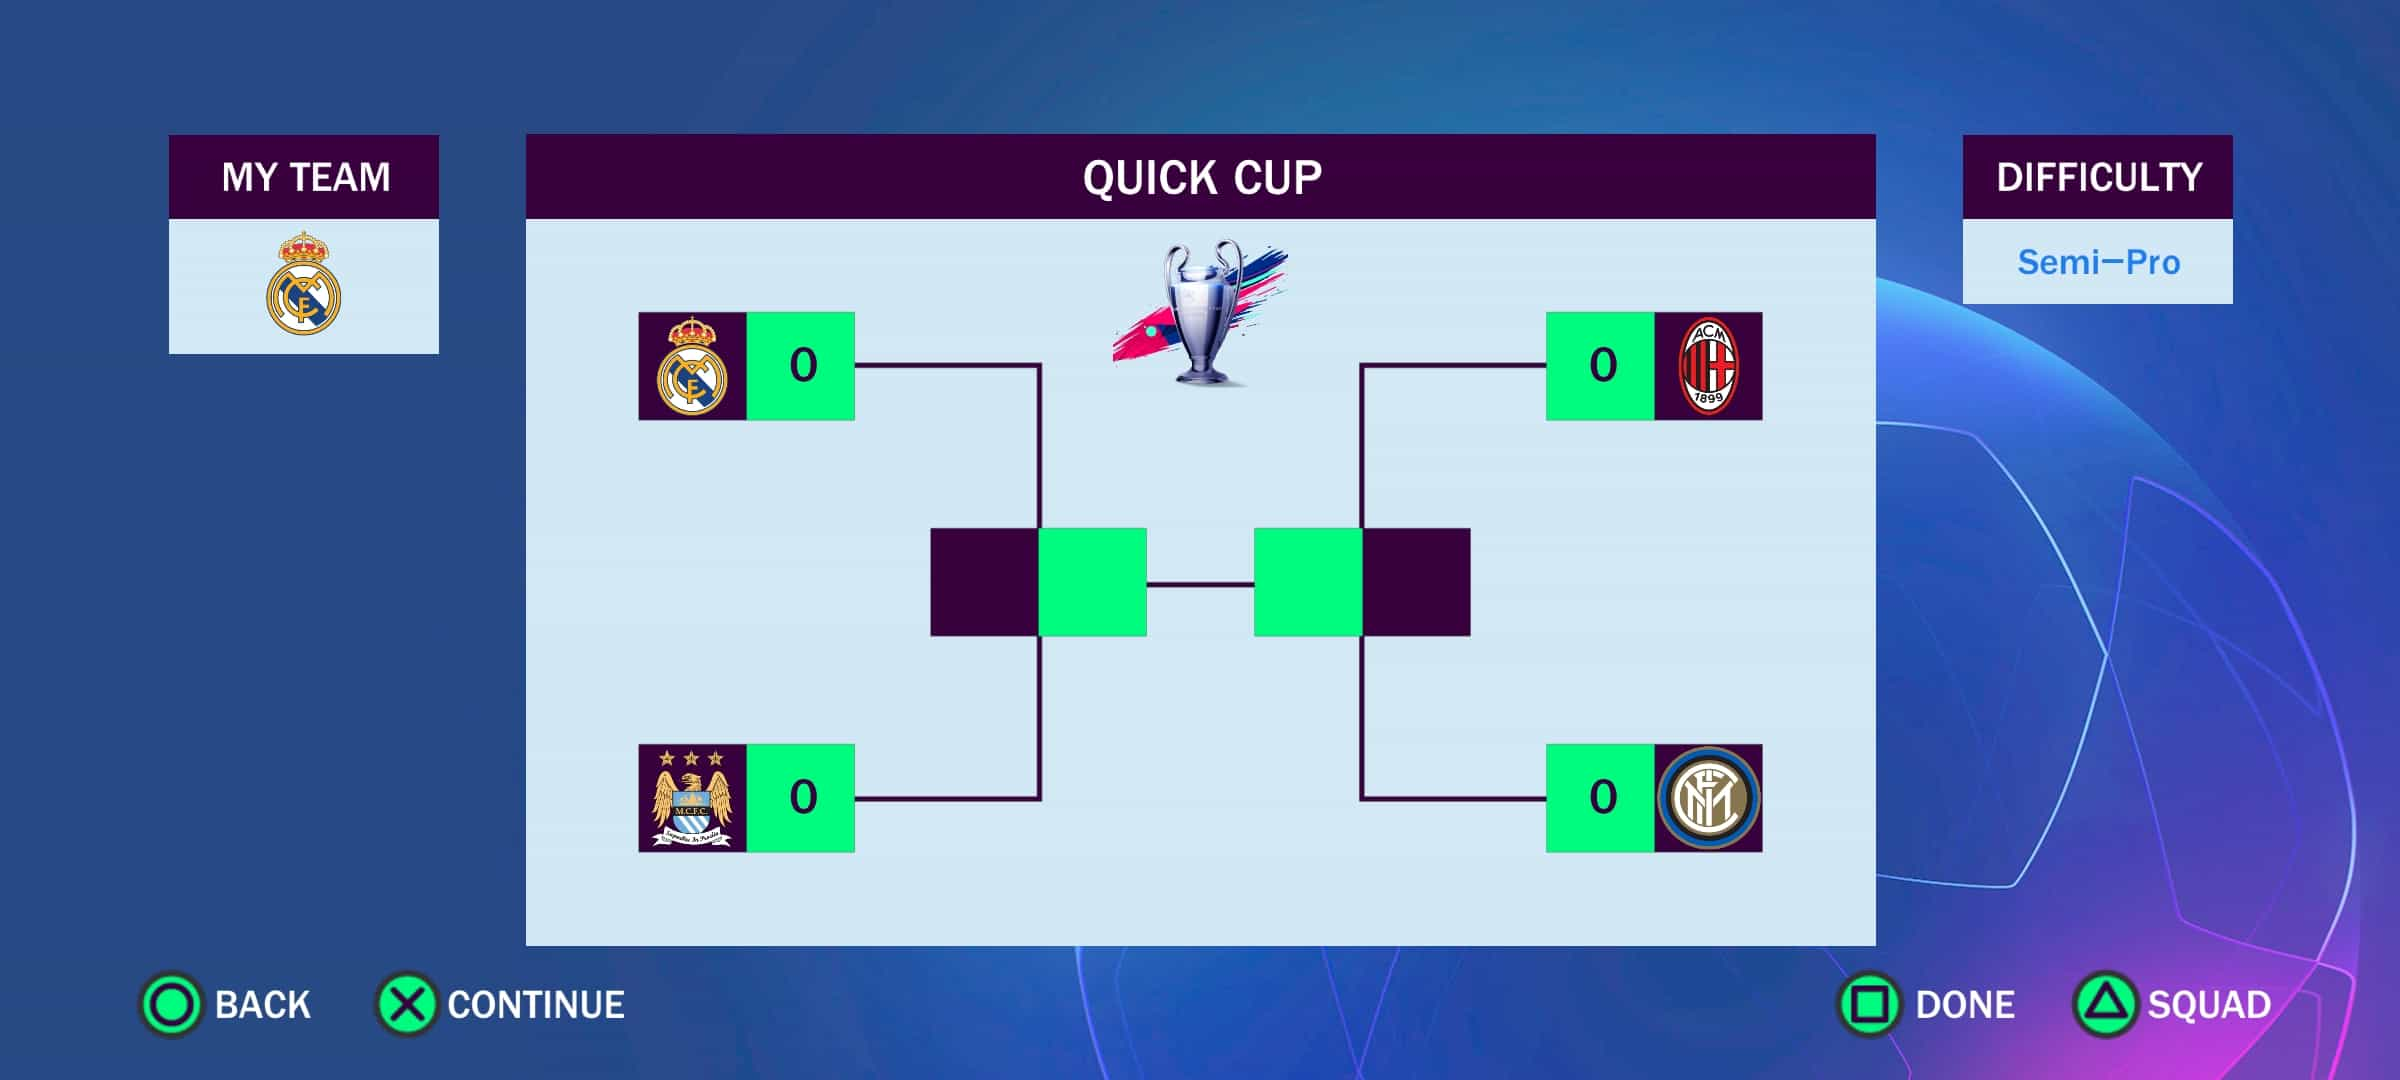 MY TEAM
QUICK CUP
DIFFICULTY
Semi-Pro
0
0
ACM
1899
M.C.F.C.
0
0
BACK
CONTINUE
DONE
SQUAD